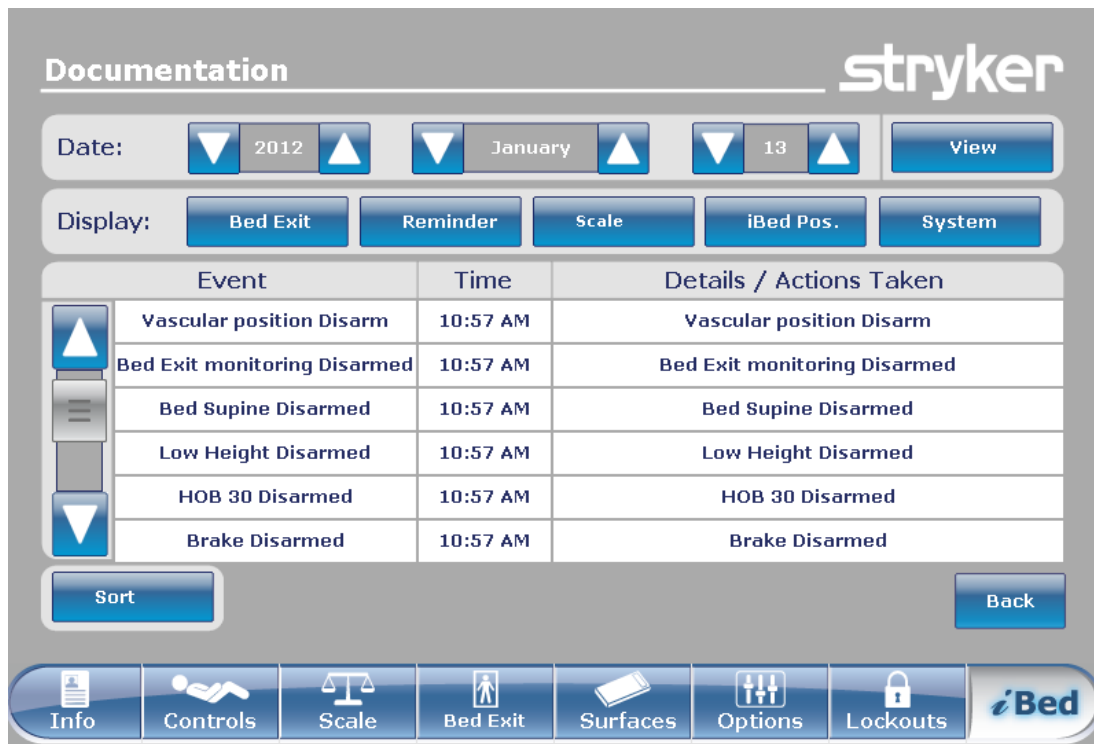 Documentation
stryker
Date: 2012 January 13 View
Display: Bed Exit Reminder Scale iBed Pos. System
Event Time Details / Actions Taken
Vascular position Disarm 10:57 AM Vascular position Disarm
Bed Exit monitoring Disarmed 10:57 AM Bed Exit monitoring Disarmed
Bed Supine Disarmed 10:57 AM Bed Supine Disarmed
Low Height Disarmed 10:57 AM Low Height Disarmed
HOB 30 Disarmed 10:57 AM HOB 30 Disarmed
Brake Disarmed 10:57 AM Brake Disarmed
Sort Back
Info Controls Scale Bed Exit Surfaces Options Lockouts iBed